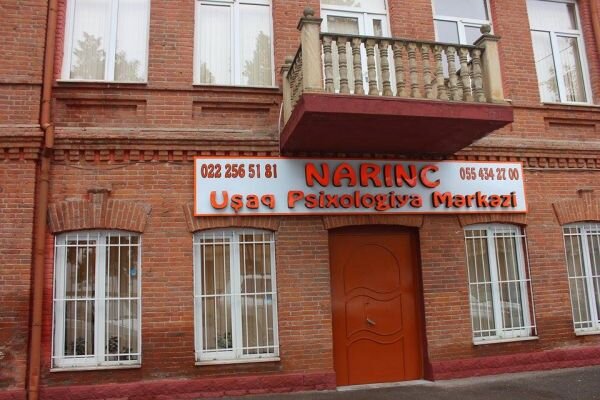 022 256 51 81 NARINC 055 434 27 00
Uşaq Psixologiya Mərkəzi